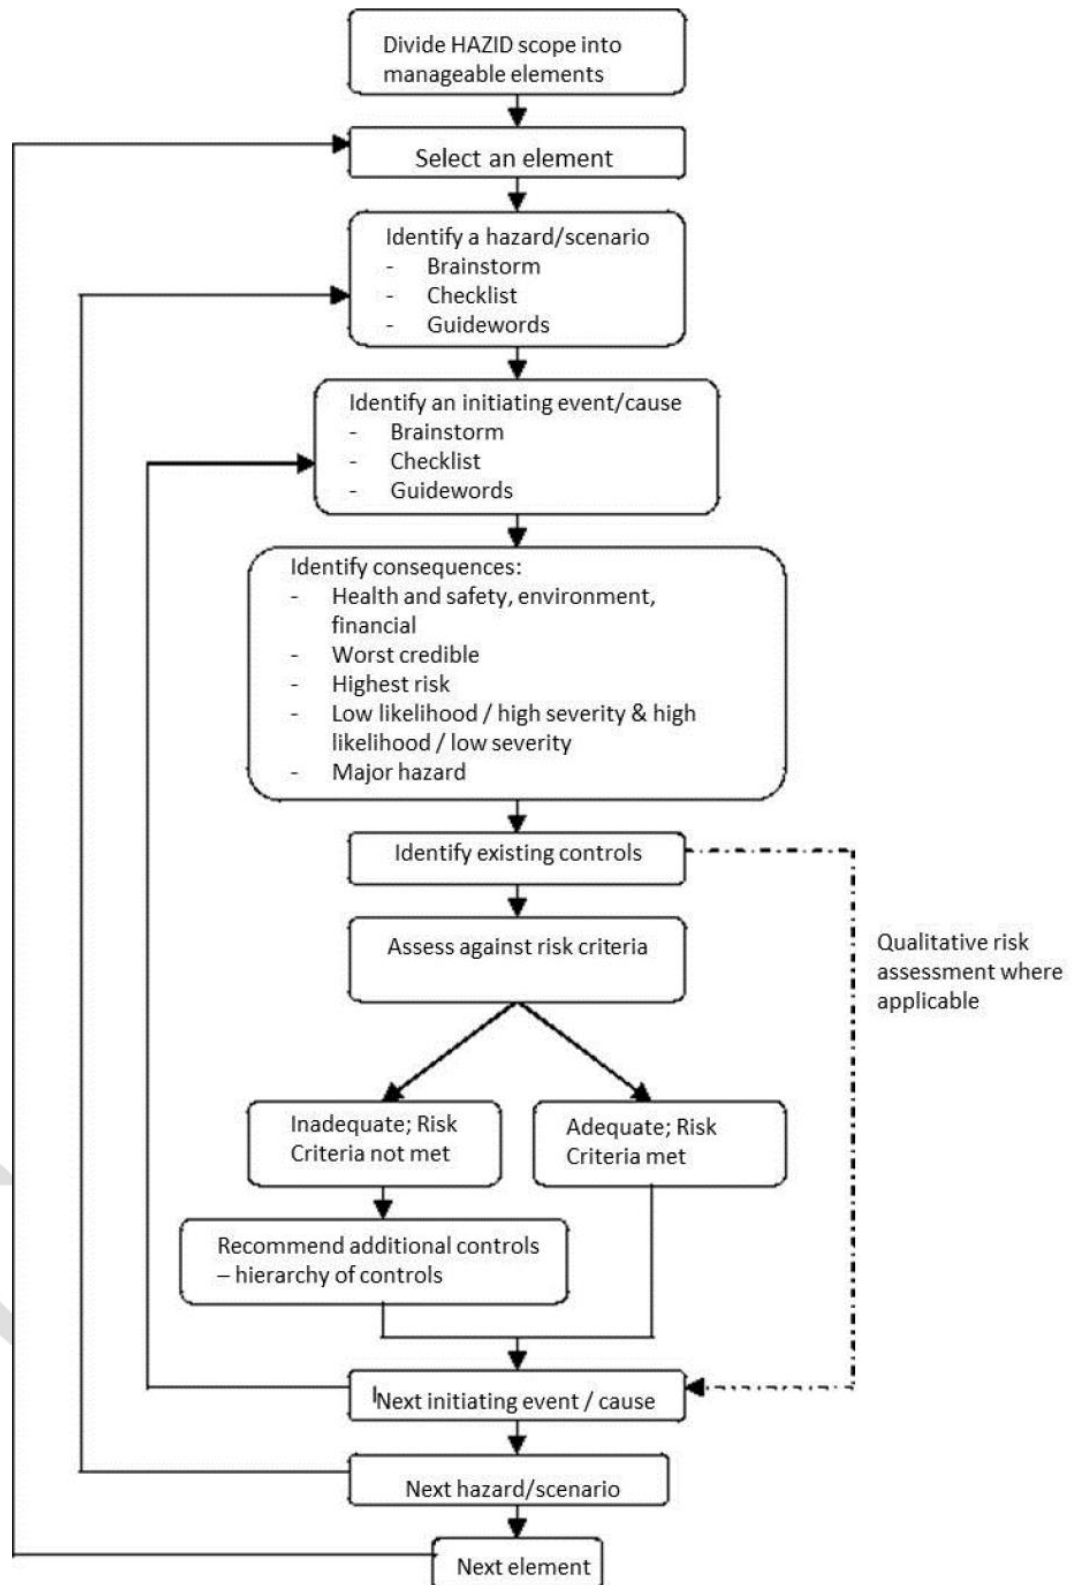 Divide HAZID scope into
manageable elements
Select an element
Identify a hazard/scenario
- Brainstorm
- Checklist
- Guidewords
Identify an initiating event/cause
- Brainstorm
- Checklist
- Guidewords
Identify consequences:
- Health and safety, environment,
financial
- Worst credible
- Highest risk
- Low likelihood / high severity & high
likelihood / low severity
- Major hazard
Identify existing controls
Assess against risk criteria
Qualitative risk
assessment where
applicable
Inadequate; Risk
Criteria not met
Adequate; Risk
Criteria met
Recommend additional controls
– hierarchy of controls
Next initiating event / cause
Next hazard/scenario
Next element